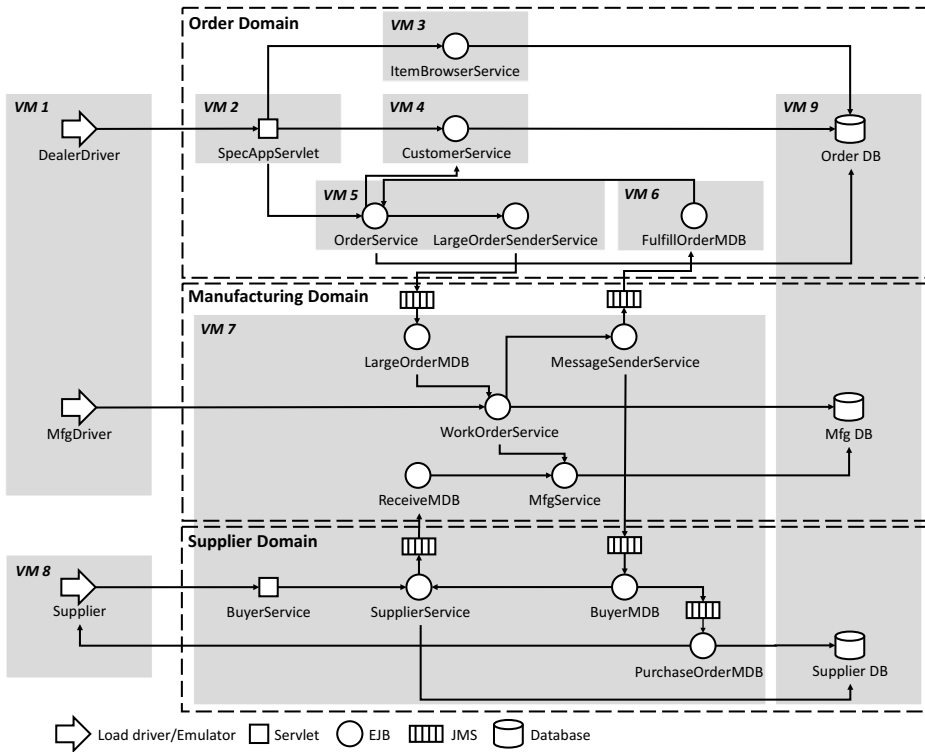 Order Domain
VM 3
ItemBrowserService
VM 1
VM 2
VM 4
VM 9
DealerDriver
SpecAppServlet
CustomerService
Order DB
VM 5
VM 6
OrderService
LargeOrderSenderService
FulfillOrderMDB
Manufacturing Domain
VM 7
LargeOrderMDB
MessageSenderService
MfgDriver
WorkOrderService
Mfg DB
ReceiveMDB
MfgService
Supplier Domain
VM 8
Supplier
BuyerService
SupplierService
BuyerMDB
PurchaseOrderMDB
Supplier DB
Load driver/Emulator
Servlet
EJB
JMS
Database